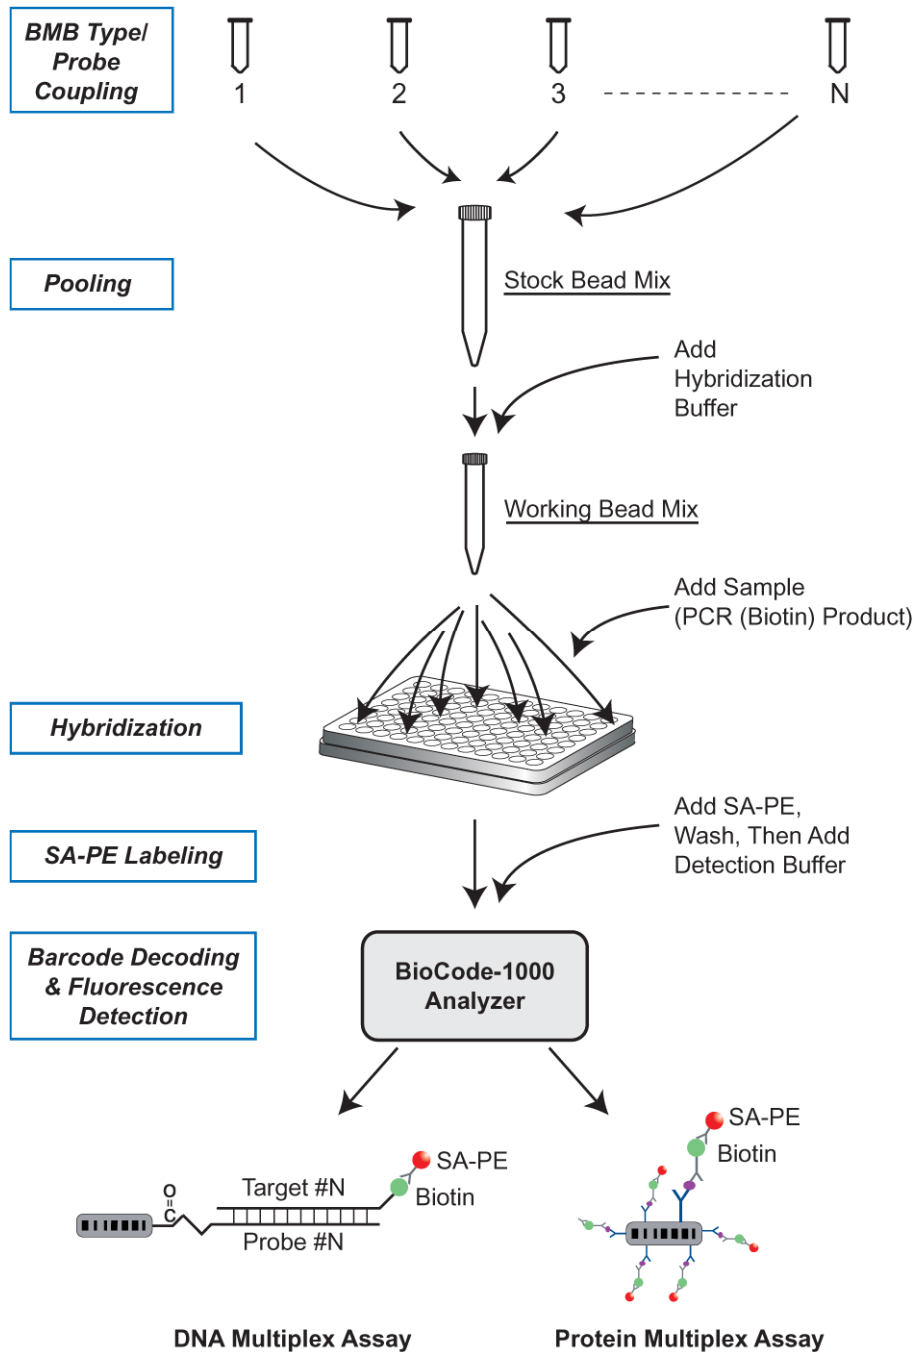 BMB Type/
Probe
Coupling
1
2
3
N
Pooling
Stock Bead Mix
Add
Hybridization
Buffer
Working Bead Mix
Add Sample
(PCR (Biotin) Product)
Hybridization
SA-PE Labeling
Add SA-PE,
Wash, Then Add
Detection Buffer
Barcode Decoding
& Fluorescence
Detection
BioCode-1000
Analyzer
SA-PE
Biotin
Target #N
Probe #N
O
C
SA-PE
Biotin
DNA Multiplex Assay
Protein Multiplex Assay